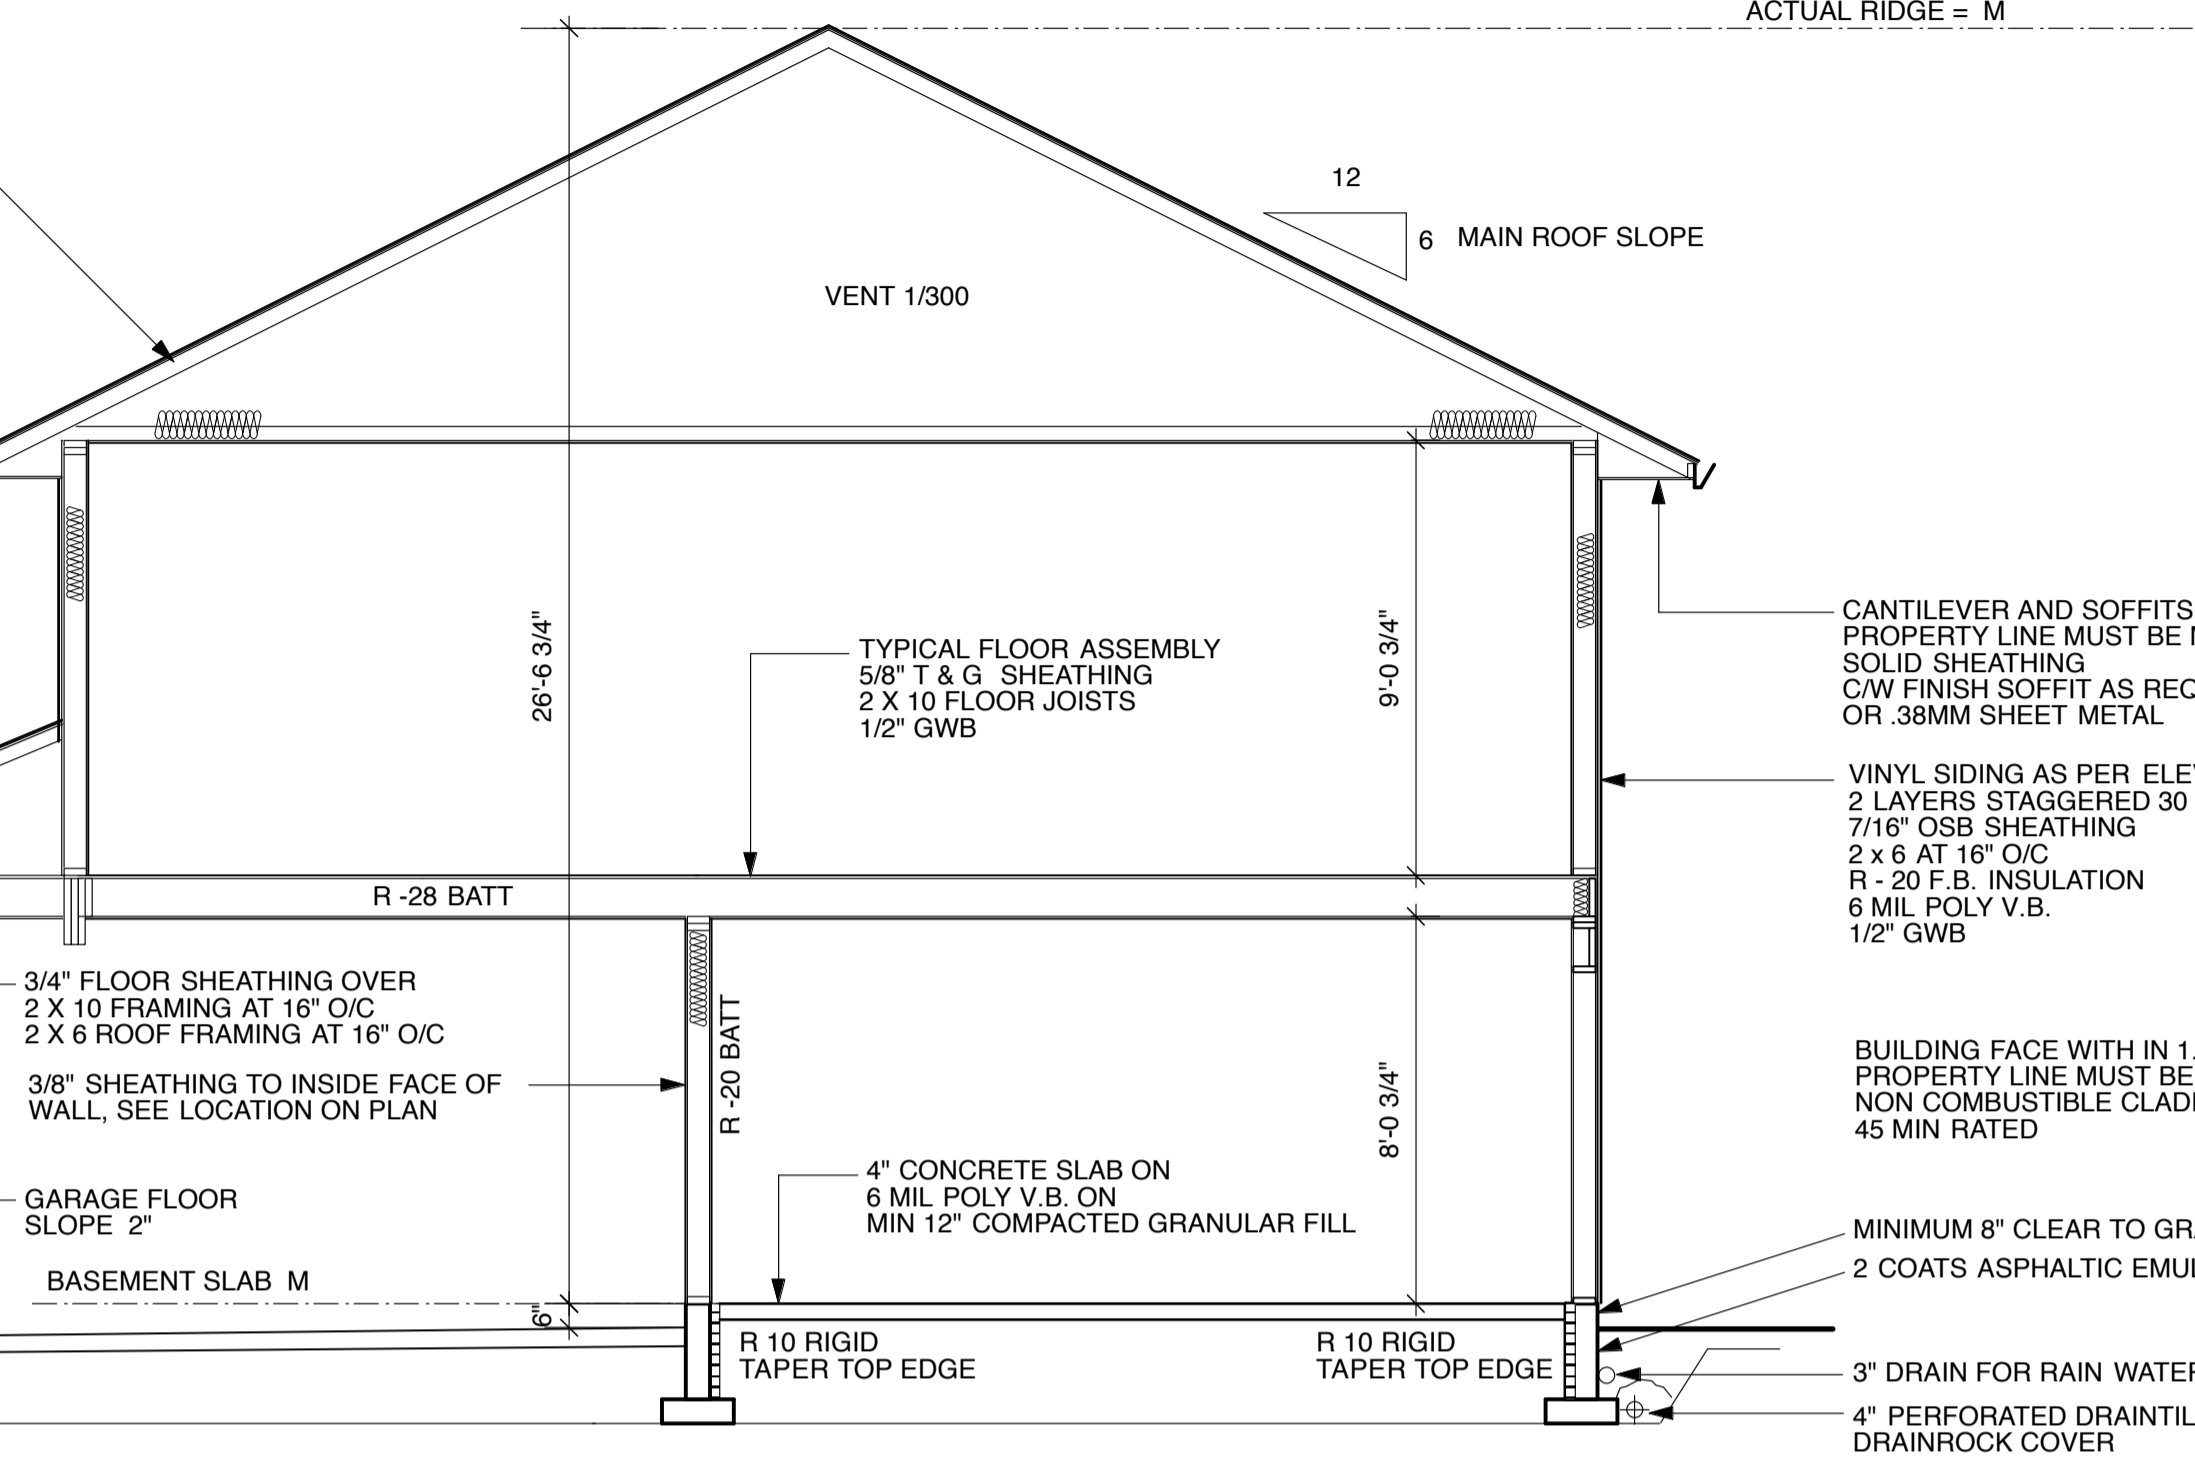 ACTUAL RIDGE = M
12
6 MAIN ROOF SLOPE
VENT 1/300
26'-6 3/4"
TYPICAL FLOOR ASSEMBLY
5/8" T & G SHEATHING
2 X 10 FLOOR JOISTS
1/2" GWB
9'-0 3/4"
CANTILEVER AND SOFFITS
PROPERTY LINE MUST BE
SOLID SHEATHING
C/W FINISH SOFFIT AS
OR .38MM SHEET METAL
VINYL SIDING AS PER
2 LAYERS STAGGERED 30
7/16" OSB SHEATHING
2 x 6 AT 16" O/C
R - 20 F.B. INSULATION
6 MIL POLY V.B.
1/2" GWB
R -28 BATT
3/4" FLOOR SHEATHING OVER
2 X 10 FRAMING AT 16" O/C
2 X 6 ROOF FRAMING AT 16" O/C
3/8" SHEATHING TO INSIDE FACE OF
WALL, SEE LOCATION ON PLAN
R -20 BATT
8'-0 3/4"
BUILDING FACE WITH IN 1.
PROPERTY LINE MUST BE
NON COMBUSTIBLE
45 MIN RATED
4" CONCRETE SLAB ON
6 MIL POLY V.B. ON
MIN 12" COMPACTED GRANULAR FILL
GARAGE FLOOR
SLOPE 2"
BASEMENT SLAB M
6"
MINIMUM 8" CLEAR TO
2 COATS ASPHALTIC
R 10 RIGID
TAPER TOP EDGE
R 10 RIGID
TAPER TOP EDGE
3" DRAIN FOR RAIN WATER
4" PERFORATED
DRAINROCK COVER